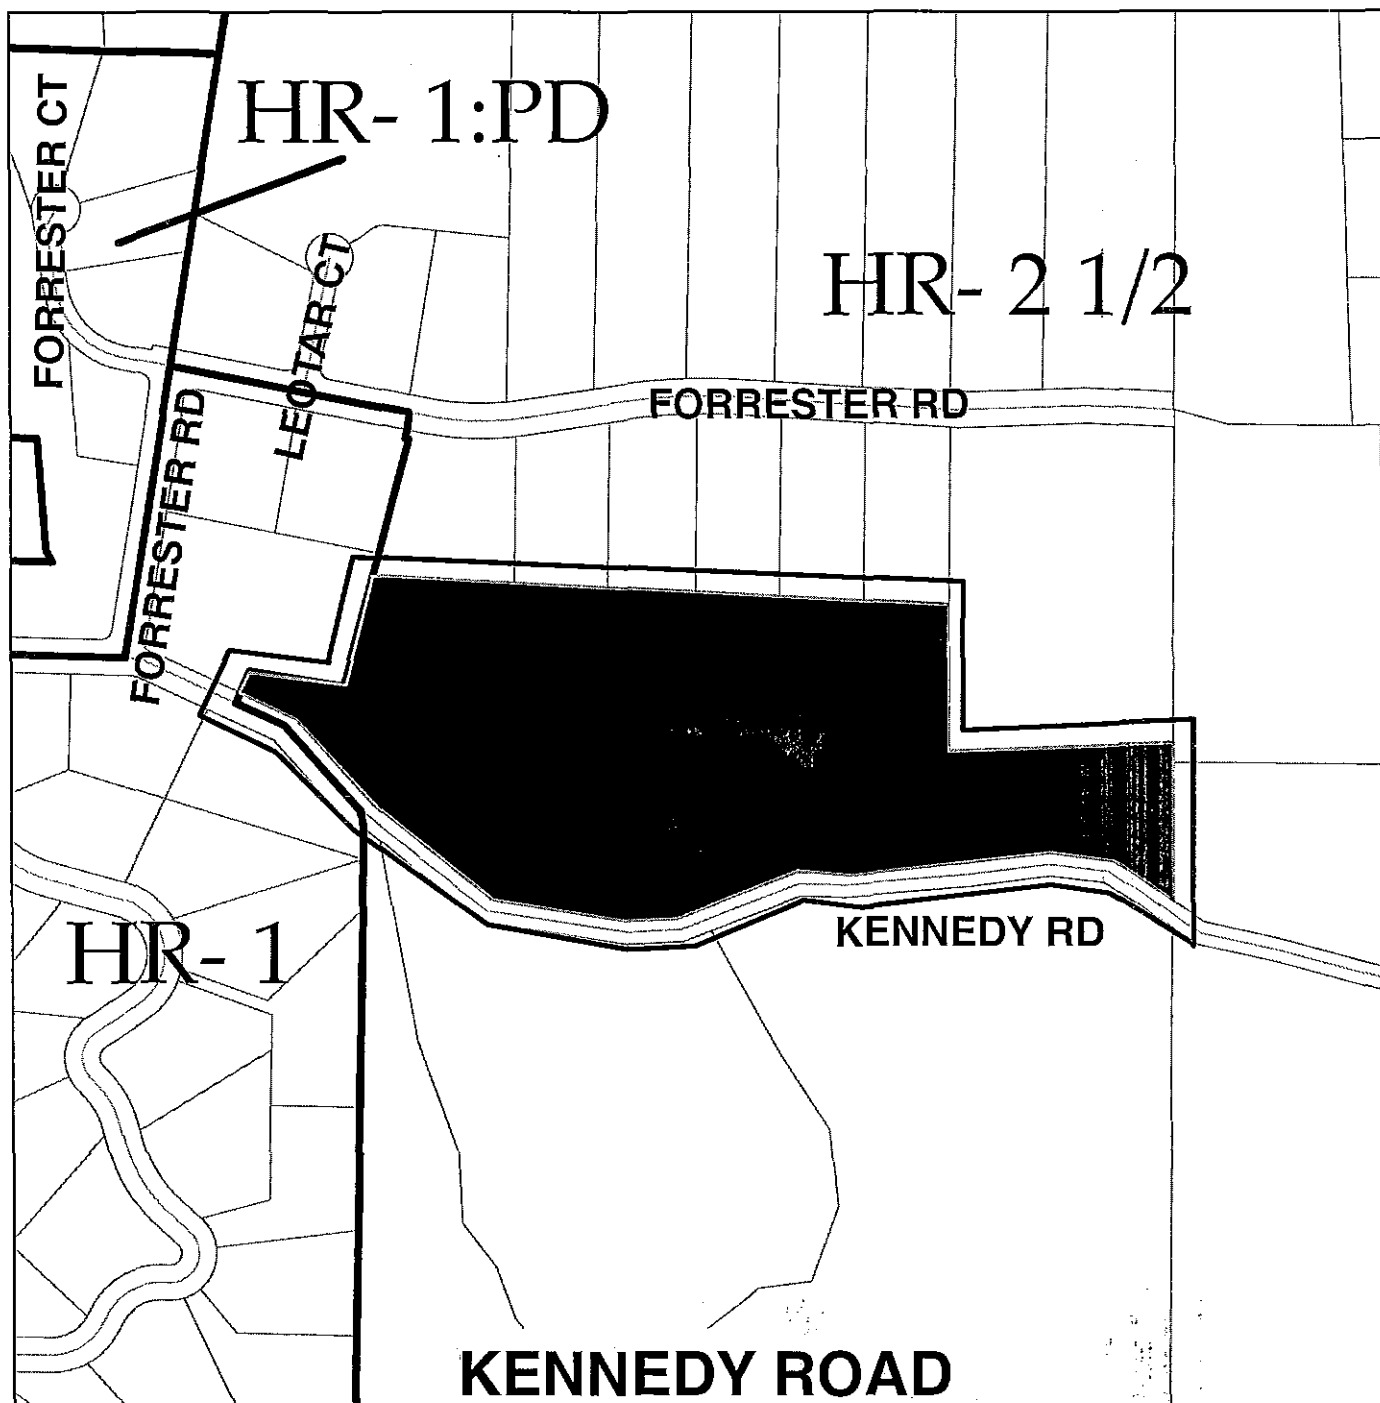 FORRESTER CT
HR- 1:PD
LEOTAR CT
HR- 2 1/2
FORRESTER RD
FORRESTER RD
KENNEDY RD
HR- 1
KENNEDY ROAD